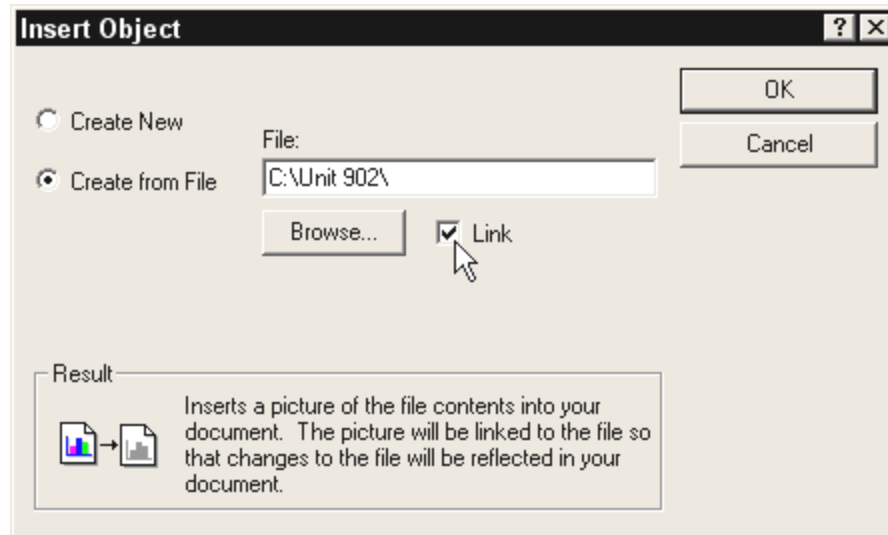 Insert Object
OK
Create New
File:
Cancel
Create from File
C:\Unit 902\
Browse...
Link
Result
Inserts a picture of the file contents into your
document. The picture will be linked to the file so
that changes to the file will be reflected in your
document.